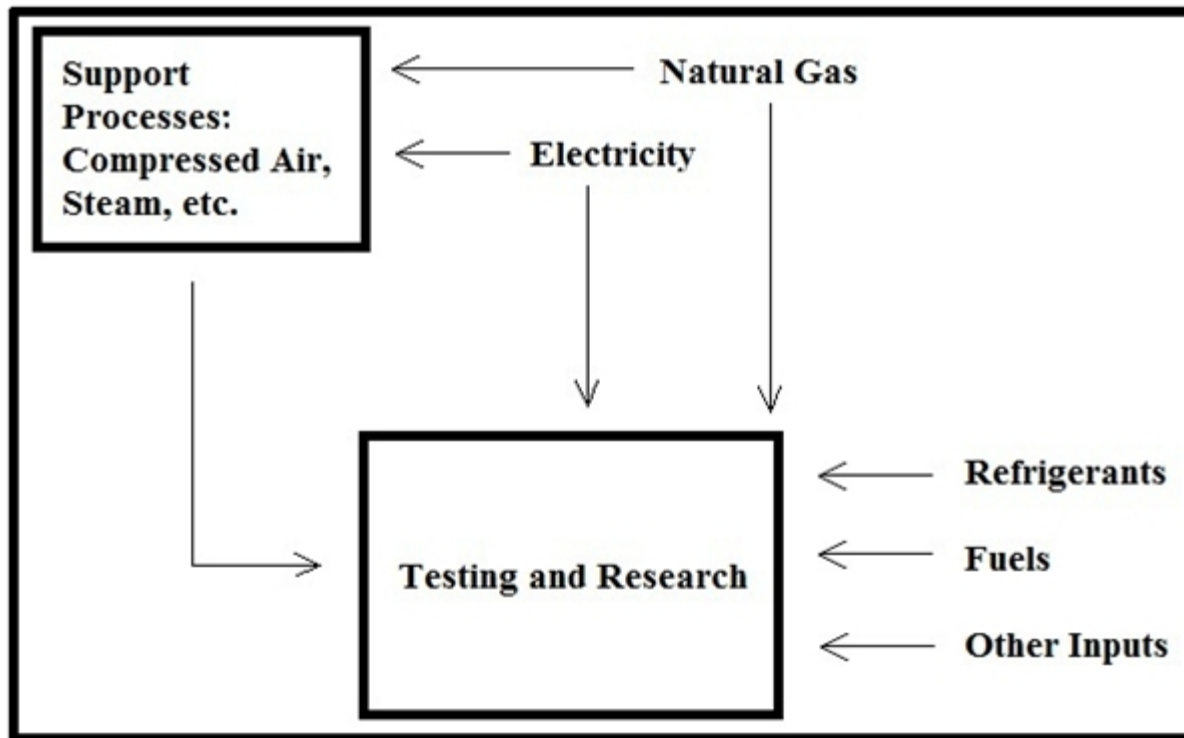 Support
Processes:
Compressed Air,
Steam, etc.
Natural Gas
Electricity
Testing and Research
Refrigerants
Fuels
Other Inputs